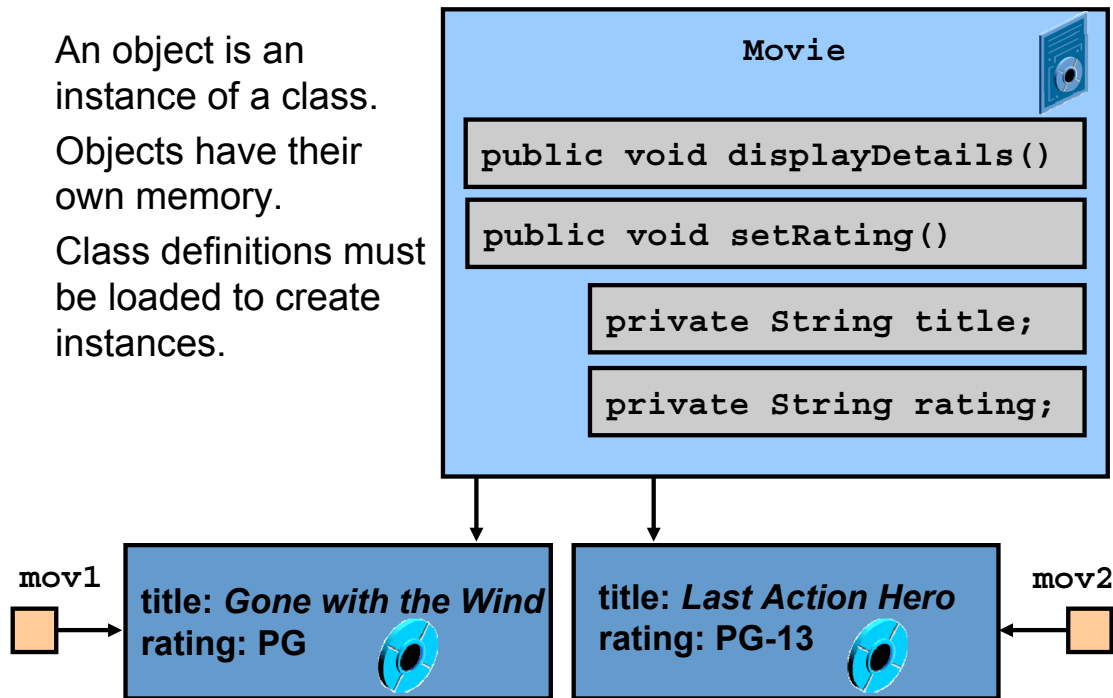 An object is an
instance of a class.
Objects have their
own memory.
Class definitions must
be loaded to create
instances.
Movie
public void displayDetails()
public void setRating()
private String title;
private String rating;
mov1
title: Gone with the Wind
rating: PG
title: Last Action Hero
rating: PG-13
mov2